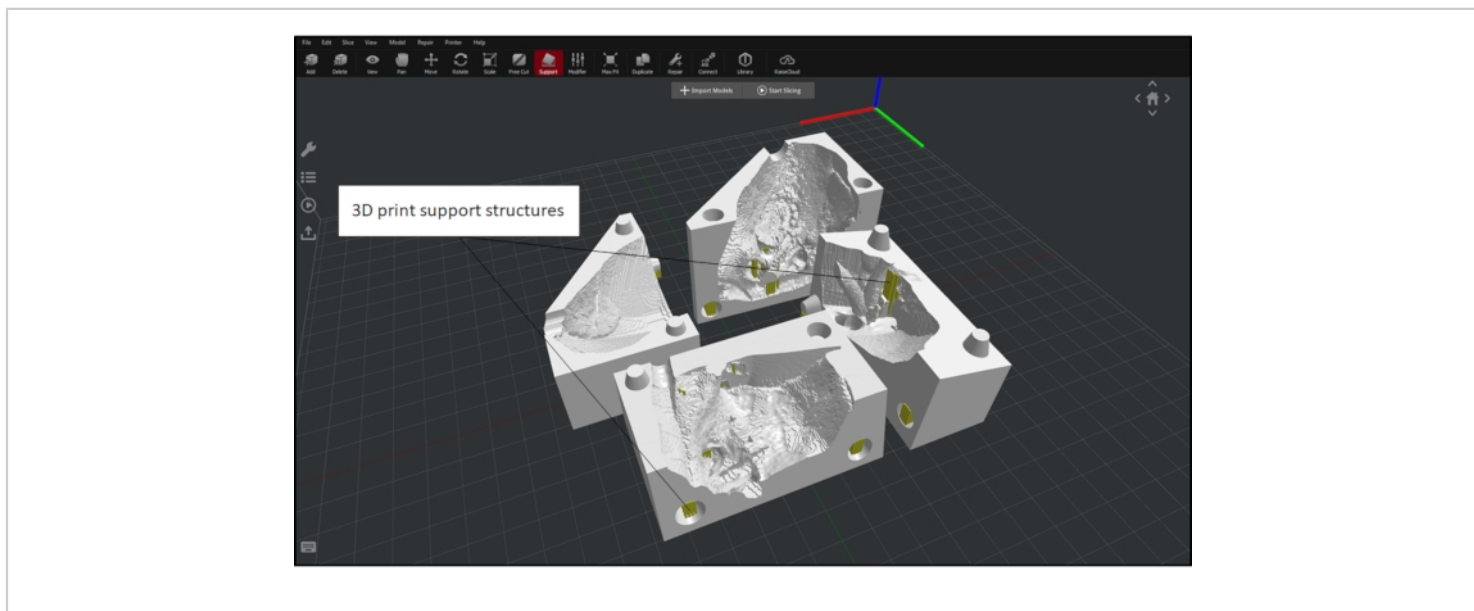 File Edit Slice View Model Repair Printer Help
Add Delete View Pan Move Rotate Scale Free Cut Support Modifier Max Fit Duplicate Repair Connect Library RaiseCloud
Import Models Start Slicing
3D print support structures